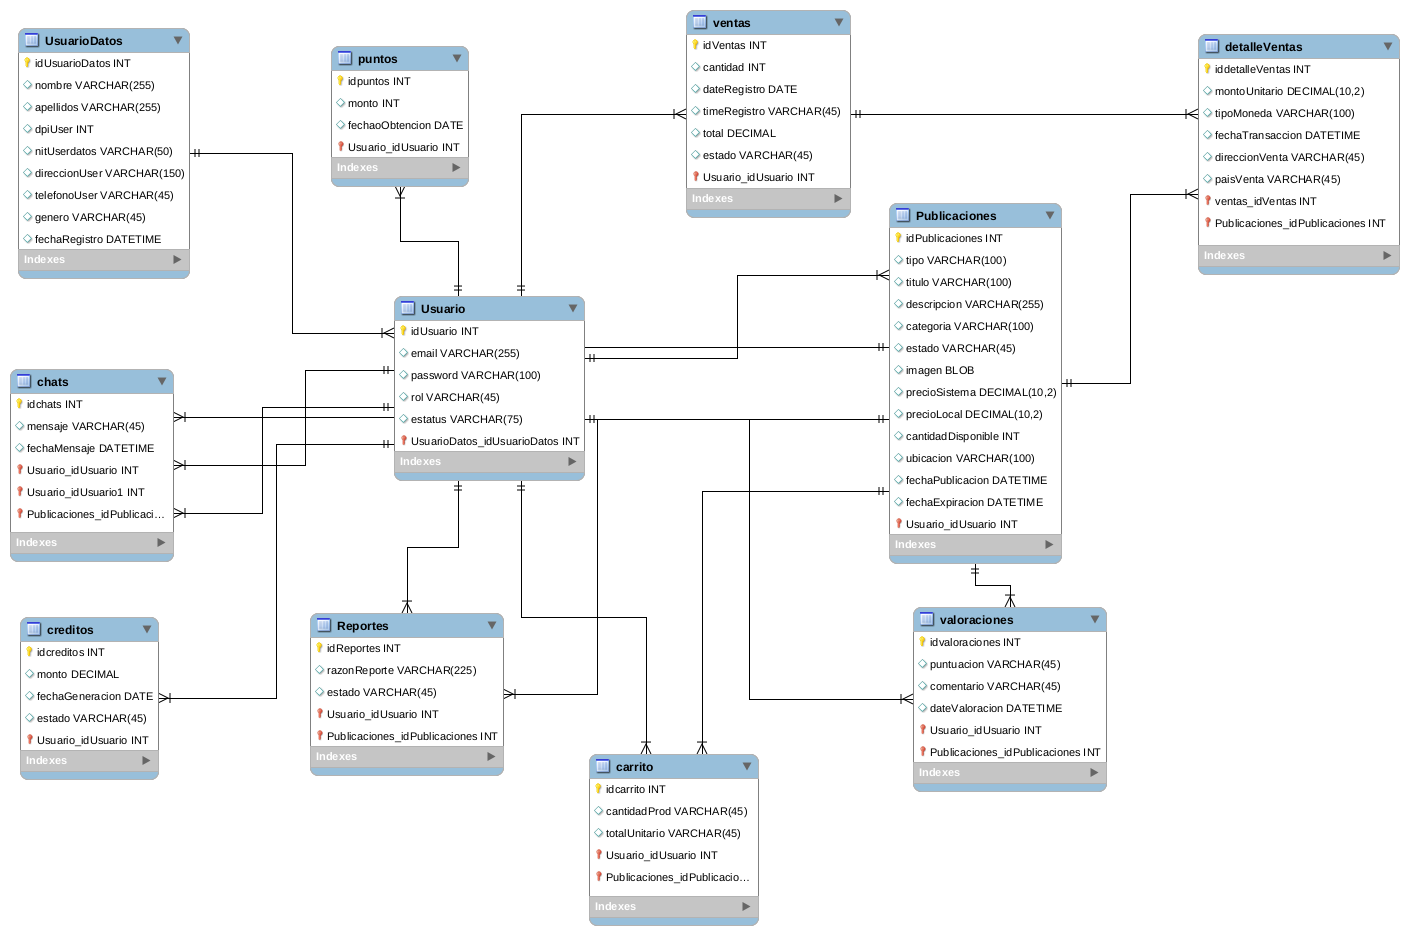 UsuarioDatos
idUsuarioDatos INT
nombre VARCHAR(255)
apellidos VARCHAR(255)
dpiUser INT
nitUserdatos VARCHAR(50)
direccionUser VARCHAR(150)
telefonoUser VARCHAR(45)
genero VARCHAR(45)
fechaRegistro DATETIME
Indexes
puntos
idpuntos INT
monto INT
fechaoObtencion DATE
Usuario_idUsuario INT
Indexes
ventas
idVentas INT
cantidad INT
dateRegistro DATE
timeRegistro VARCHAR(45)
total DECIMAL
estado VARCHAR(45)
Usuario_idUsuario INT
Indexes
detalleVentas
iddetalleVentas INT
montoUnitario DECIMAL(10,2)
tipoMoneda VARCHAR(100)
fechaTransaccion DATETIME
direccionVenta VARCHAR(45)
paisVenta VARCHAR(45)
ventas_idVentas INT
Publicaciones_idPublicaciones INT
Indexes
Publicaciones
idPublicaciones INT
tipo VARCHAR(100)
titulo VARCHAR(100)
descripcion VARCHAR(255)
categoria VARCHAR(100)
estado VARCHAR(45)
imagen BLOB
precioSistema DECIMAL(10,2)
precioLocal DECIMAL(10,2)
cantidadDisponible INT
ubicacion VARCHAR(100)
fechaPublicacion DATETIME
fechaExpiracion DATETIME
Usuario_idUsuario INT
Indexes
Usuario
idUsuario INT
email VARCHAR(255)
password VARCHAR(100)
rol VARCHAR(45)
estatus VARCHAR(75)
UsuarioDatos_idUsuarioDatos INT
Indexes
chats
idchats INT
mensaje VARCHAR(45)
fechaMensaje DATETIME
Usuario_idUsuario INT
Usuario_idUsuario1 INT
Publicaciones_idPublicaci...
Indexes
creditos
idcreditos INT
monto DECIMAL
fechaGeneracion DATE
estado VARCHAR(45)
Usuario_idUsuario INT
Indexes
Reportes
idReportes INT
razonReporte VARCHAR(225)
estado VARCHAR(45)
Usuario_idUsuario INT
Publicaciones_idPublicaciones INT
Indexes
valoraciones
idvaloraciones INT
puntuacion VARCHAR(45)
comentario VARCHAR(45)
dateValoracion DATETIME
Usuario_idUsuario INT
Publicaciones_idPublicaciones INT
Indexes
carrito
idcarrito INT
cantidadProd VARCHAR(45)
totalUnitario VARCHAR(45)
Usuario_idUsuario INT
Publicaciones_idPublicacio...
Indexes